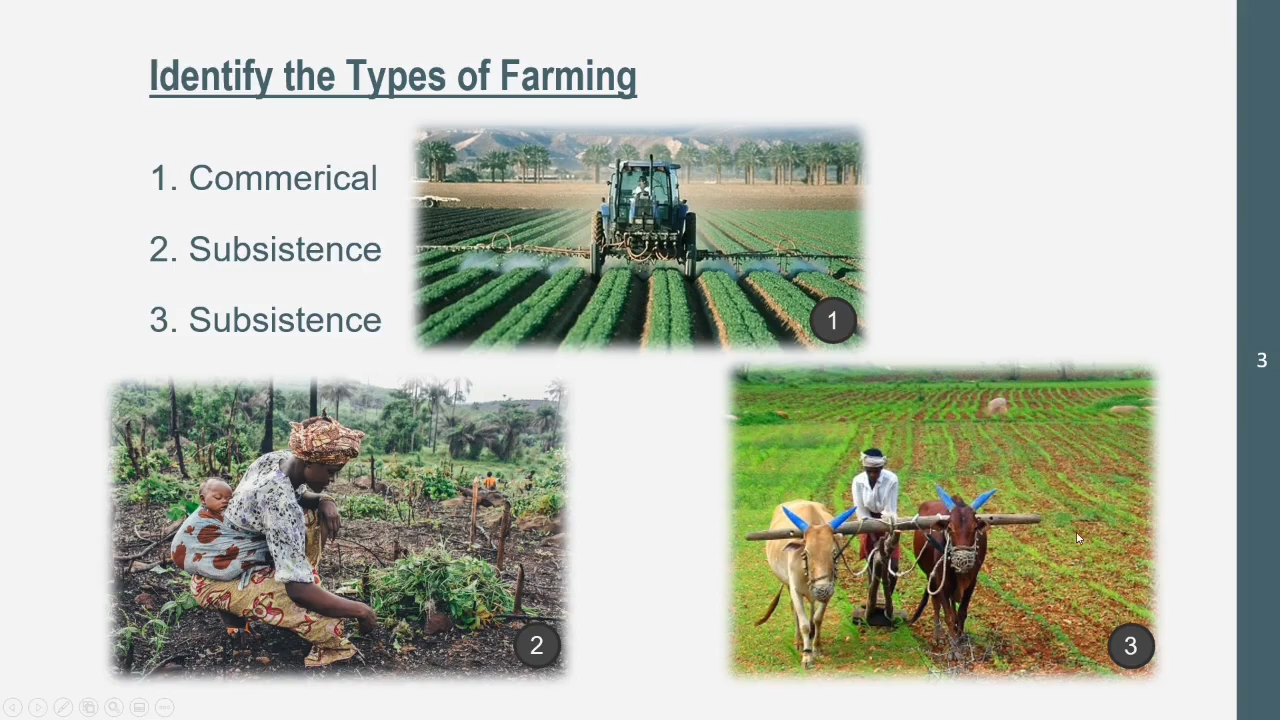 Identify the Types of Farming
1. Commerical
2. Subsistence
3. Subsistence
1
3
2
3